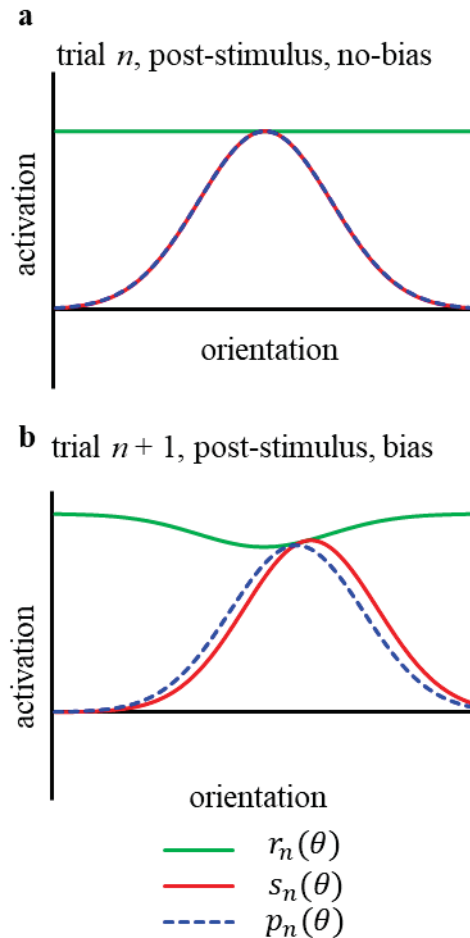 a
trial n, post-stimulus, no-bias
activation
orientation
b
trial n + 1, post-stimulus, bias
activation
orientation
rₙ(θ)
sₙ(θ)
pₙ(θ)